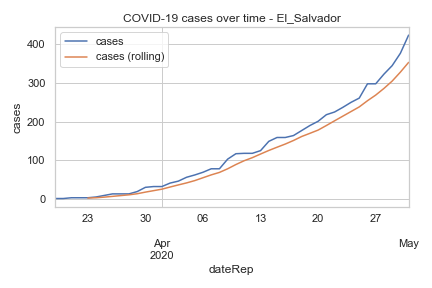 COVID-19 cases over time - El_Salvador
cases
cases (rolling)
400
300
200
100
0
cases
23
30
06
13
20
27
Apr
2020
May
dateRep